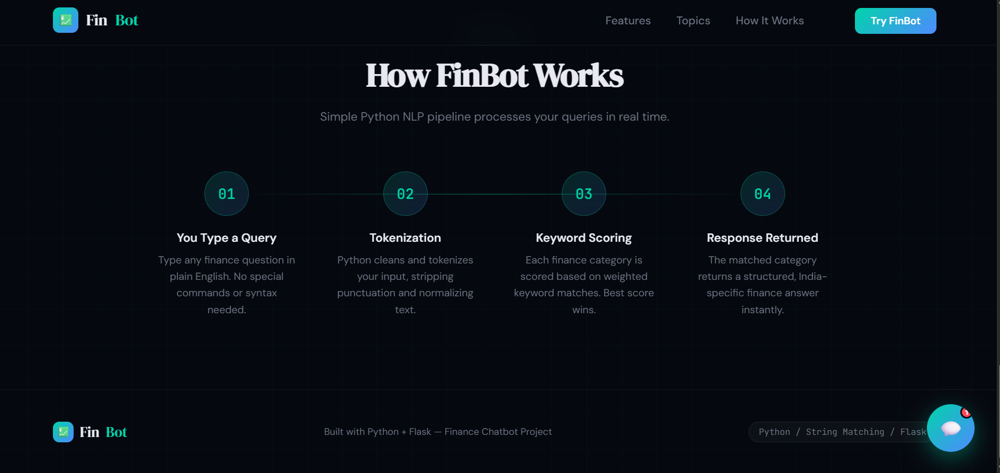 Fin Bot
Features
Topics
How It Works
Try FinBot
How FinBot Works
Simple Python NLP pipeline processes your queries in real time.
01
You Type a Query
Type any finance question in
plain English. No special
commands or syntax
needed.
02
Tokenization
Python cleans and tokenizes
your input, stripping
punctuation and normalizing
text.
03
Keyword Scoring
Each finance category is
scored based on weighted
keyword matches. Best score
wins.
04
Response Returned
The matched category
returns a structured, India-
specific finance answer
instantly.
Fin Bot
Built with Python + Flask — Finance Chatbot Project
Python / String Matching / Flask
1